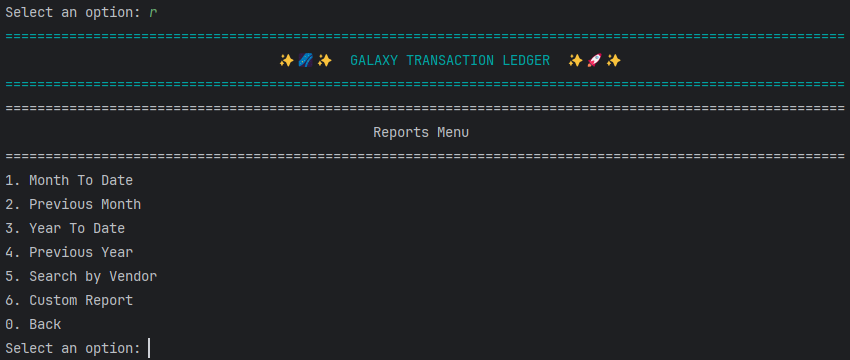 Select an option: r
=========================================================================================================
✨🌌✨ GALAXY TRANSACTION LEDGER ✨🚀✨
=========================================================================================================
=========================================================================================================
Reports Menu
=========================================================================================================
1. Month To Date
2. Previous Month
3. Year To Date
4. Previous Year
5. Search by Vendor
6. Custom Report
0. Back
Select an option: